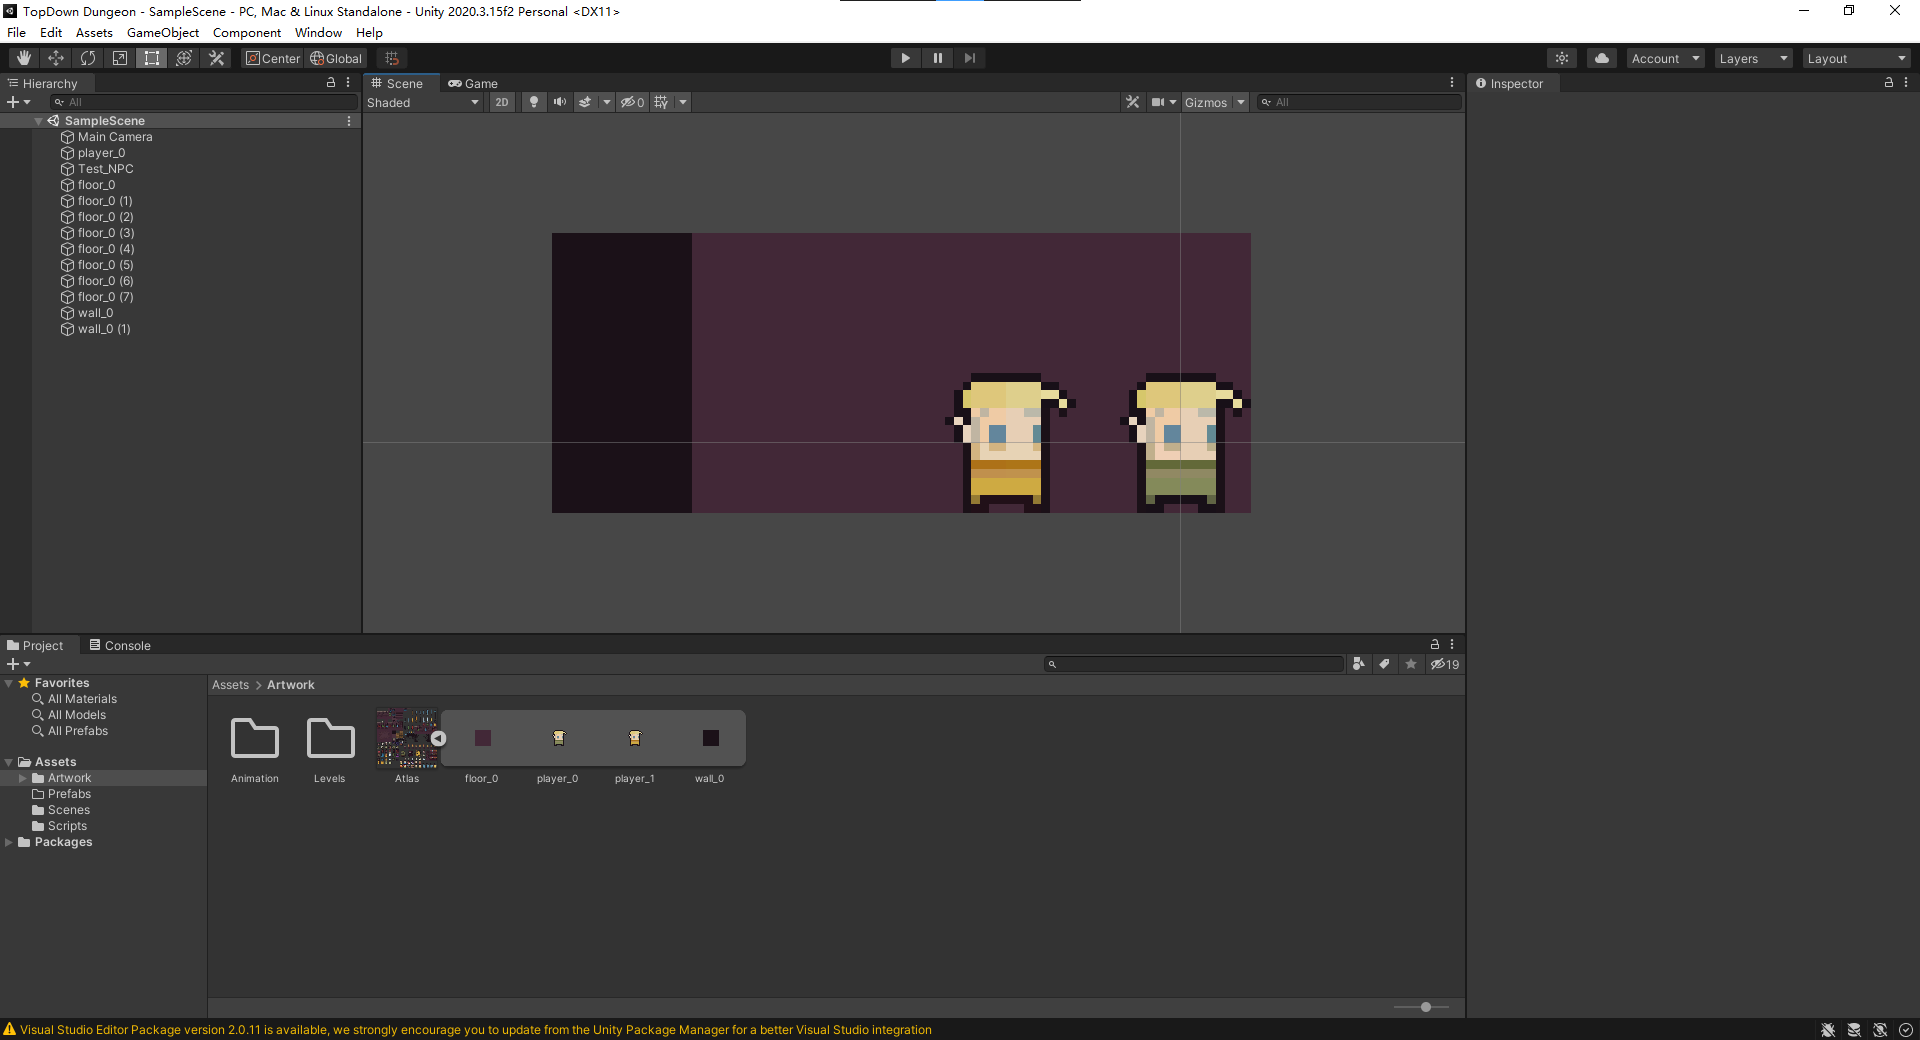 TopDown Dungeon - SampleScene - PC, Mac & Linux Standalone - Unity 2020.3.15f2 Personal <DX11>
File Edit Assets GameObject Component Window Help
Center Global Account Layers Layout
Hierarchy
All
SampleScene
Main Camera
player_0
Test_NPC
floor_0
floor_0 (1)
floor_0 (2)
floor_0 (3)
floor_0 (4)
floor_0 (5)
floor_0 (6)
floor_0 (7)
wall_0
wall_0 (1)
Scene Game
Shaded 2D 0 Gizmos All
Inspector
Project Console
19
Favorites
All Materials
All Models
All Prefabs
Assets
Artwork
Prefabs
Scenes
Scripts
Packages
Assets > Artwork
Animation Levels Atlas floor_0 player_0 player_1 wall_0
Visual Studio Editor Package version 2.0.11 is available, we strongly encourage you to update from the Unity Package Manager for a better Visual Studio integration